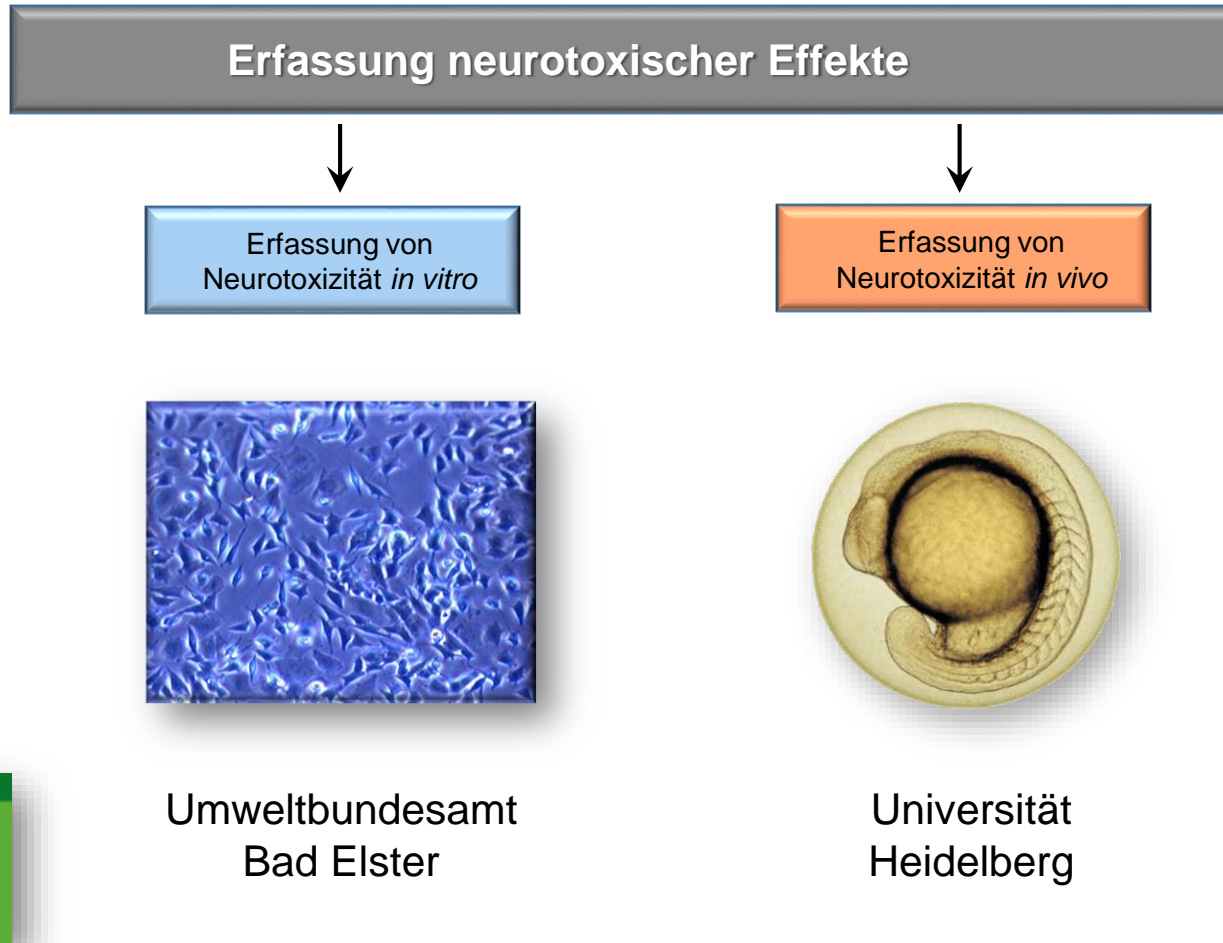 Erfassung neurotoxischer Effekte
Erfassung von
Neurotoxizität in vitro
Erfassung von
Neurotoxizität in vivo
Umweltbundesamt
Bad Elster
Universität
Heidelberg